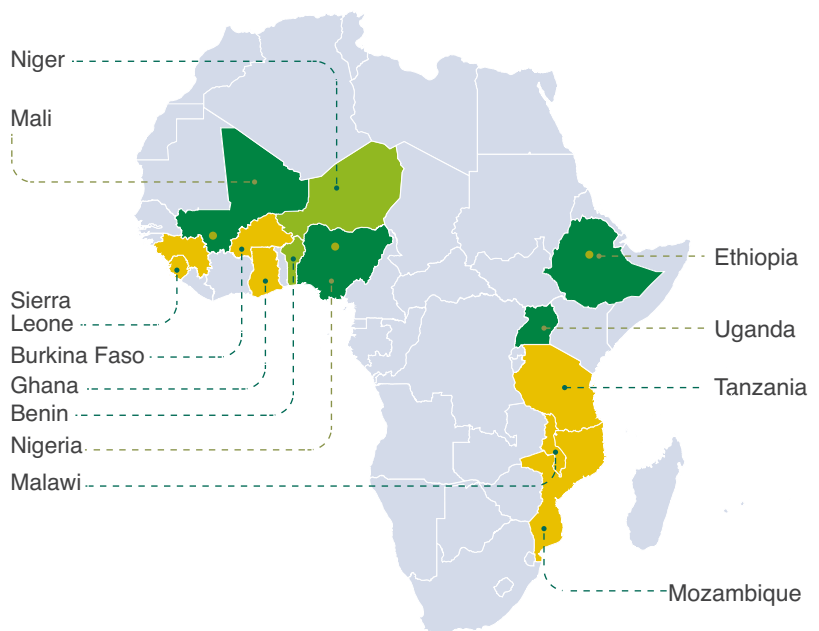 Niger
Mali
Sierra
Leone
Burkina Faso
Ghana
Benin
Nigeria
Malawi
Ethiopia
Uganda
Tanzania
Mozambique